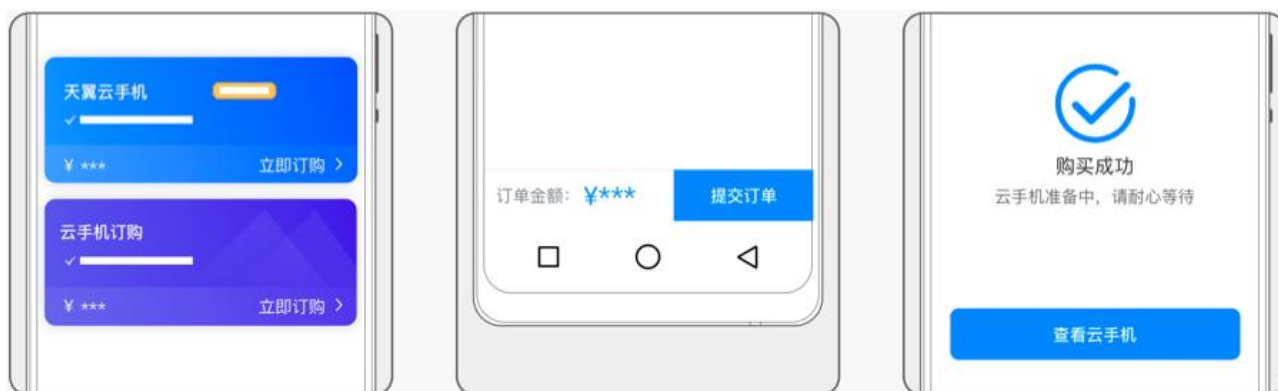 天翼云手机
¥ ***
立即订购 >
云手机订购
¥ ***
立即订购 >
订单金额：
¥***
提交订单
购买成功
云手机准备中，请耐心等待
查看云手机